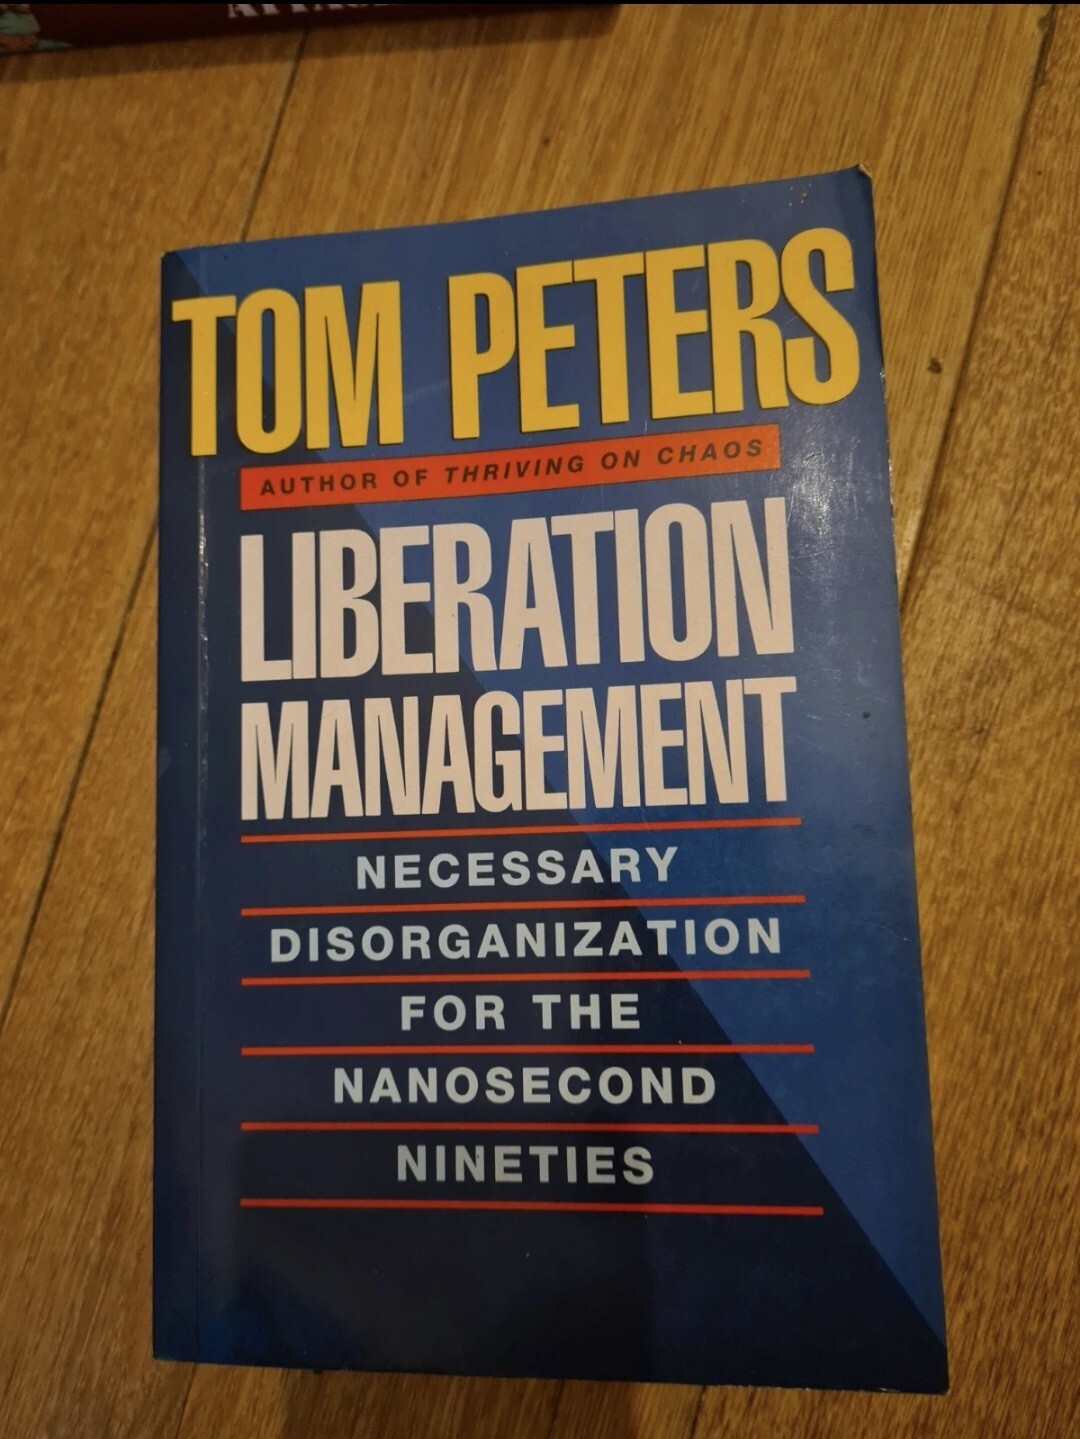 TOM PETERS
AUTHOR OF THRIVING ON CHAOS
LIBERATION
MANAGEMENT
NECESSARY
DISORGANIZATION
FOR THE
NANOSECOND
NINETIES